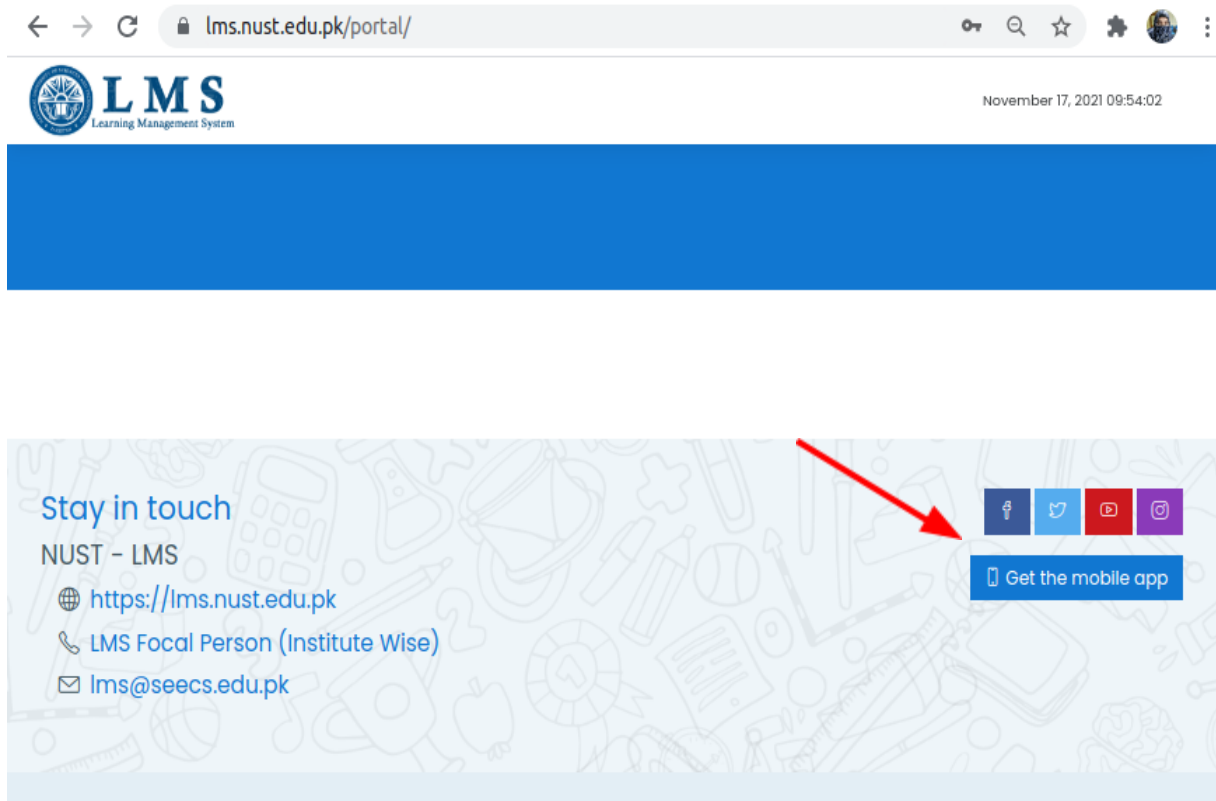 lms.nust.edu.pk/portal/
LMS
Learning Management System
November 17, 2021 09:54:02
Stay in touch
NUST - LMS
https://lms.nust.edu.pk
LMS Focal Person (Institute Wise)
lms@seecs.edu.pk
Get the mobile app